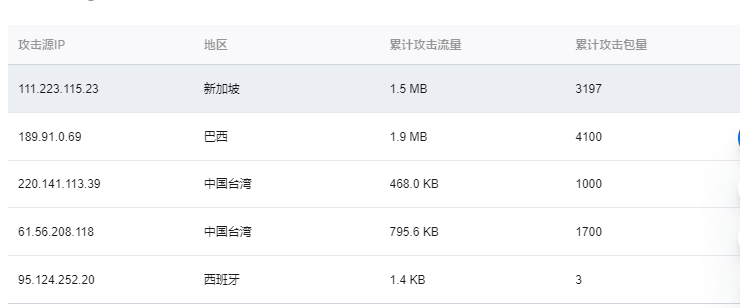 攻击源IP 地区 累计攻击流量 累计攻击包量
111.223.115.23 新加坡 1.5 MB 3197
189.91.0.69 巴西 1.9 MB 4100
220.141.113.39 中国台湾 468.0 KB 1000
61.56.208.118 中国台湾 795.6 KB 1700
95.124.252.20 西班牙 1.4 KB 3